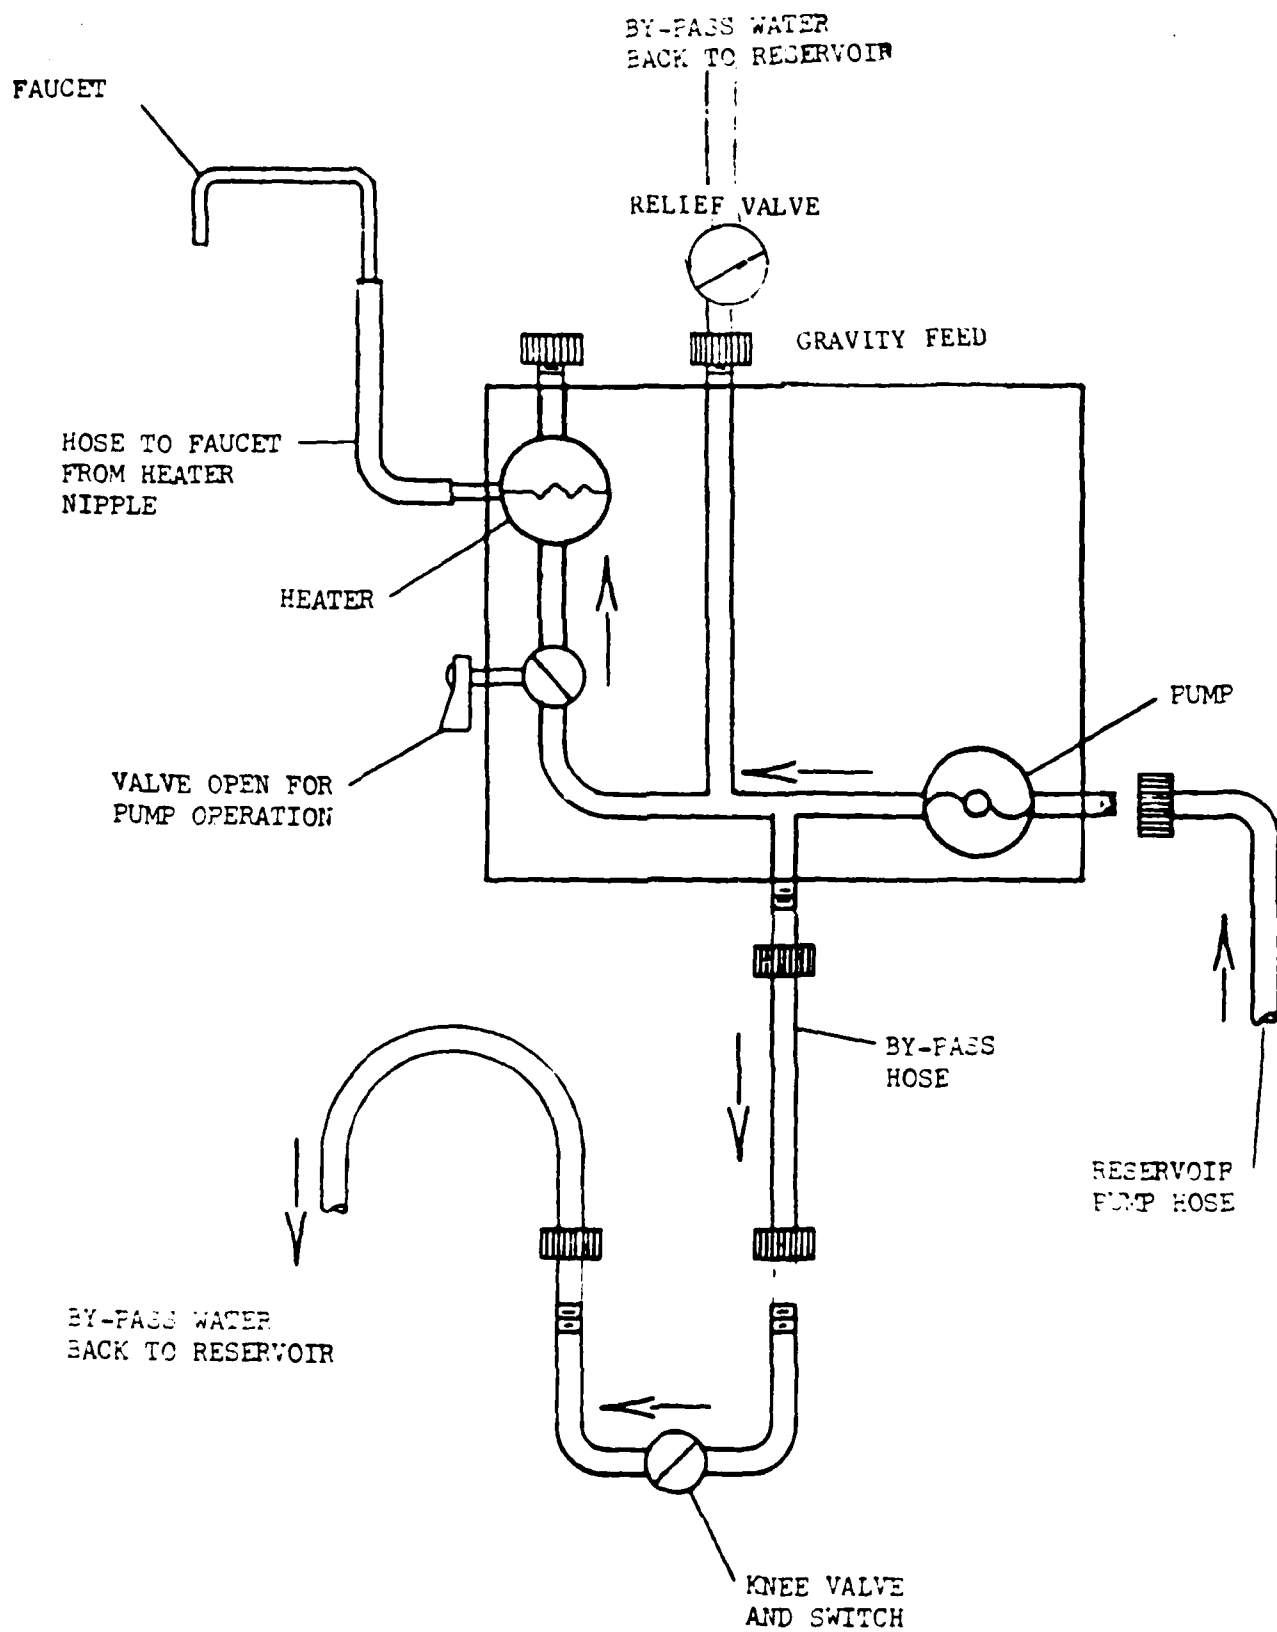 BY-PASS WATER
BACK TO RESERVOIR
FAUCET
RELIEF VALVE
GRAVITY FEED
HOSE TO FAUCET
FROM HEATER
NIPPLE
HEATER
PUMP
VALVE OPEN FOR
PUMP OPERATION
BY-PASS
HOSE
RESERVOIR
PUMP HOSE
BY-PASS WATER
BACK TO RESERVOIR
KNEE VALVE
AND SWITCH